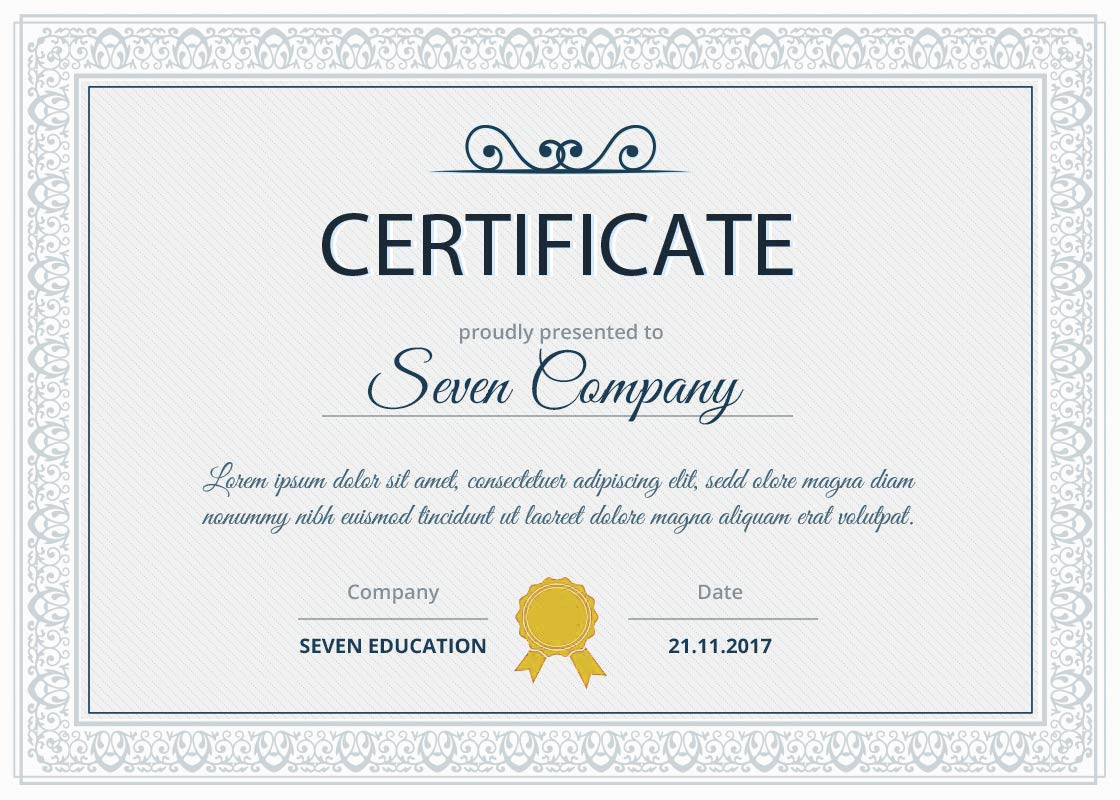 CERTIFICATE
proudly presented to
Seven Company
Lorem ipsum dolor sit amet, consectetuer adipiscing elit, sedd olore magna diam
nonummy nibh euismod tincidunt ut laoreet dolore magna aliquam erat volutpat.
Company
SEVEN EDUCATION
Date
21.11.2017